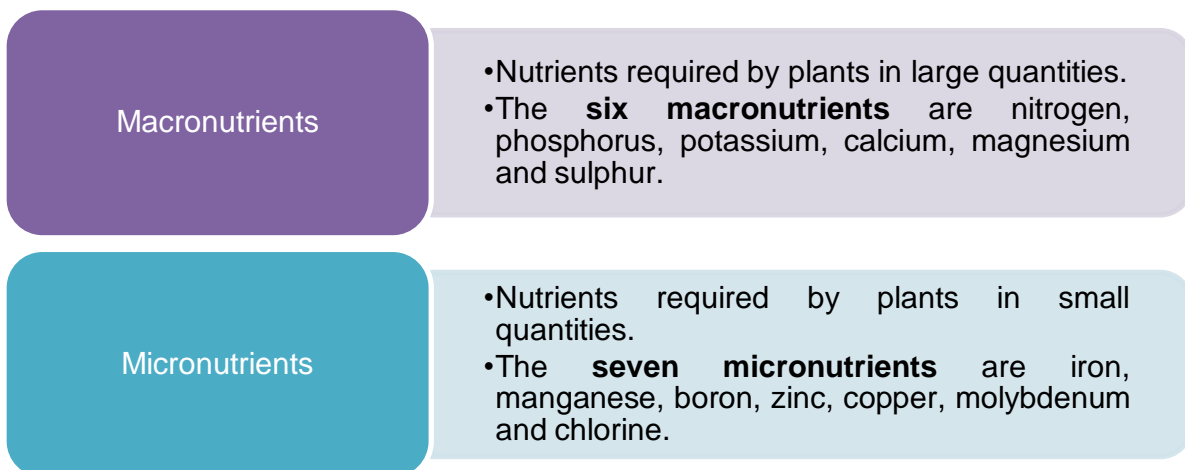 Macronutrients
•Nutrients required by plants in large quantities.
•The six macronutrients are nitrogen,
phosphorus, potassium, calcium, magnesium
and sulphur.
Micronutrients
•Nutrients required by plants in small
quantities.
•The seven micronutrients are iron,
manganese, boron, zinc, copper, molybdenum
and chlorine.